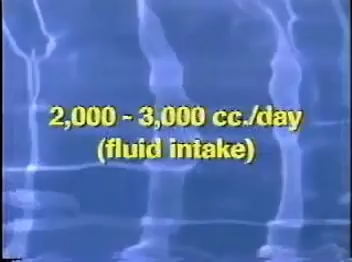 2,000 - 3,000 cc./day
(fluid intake)